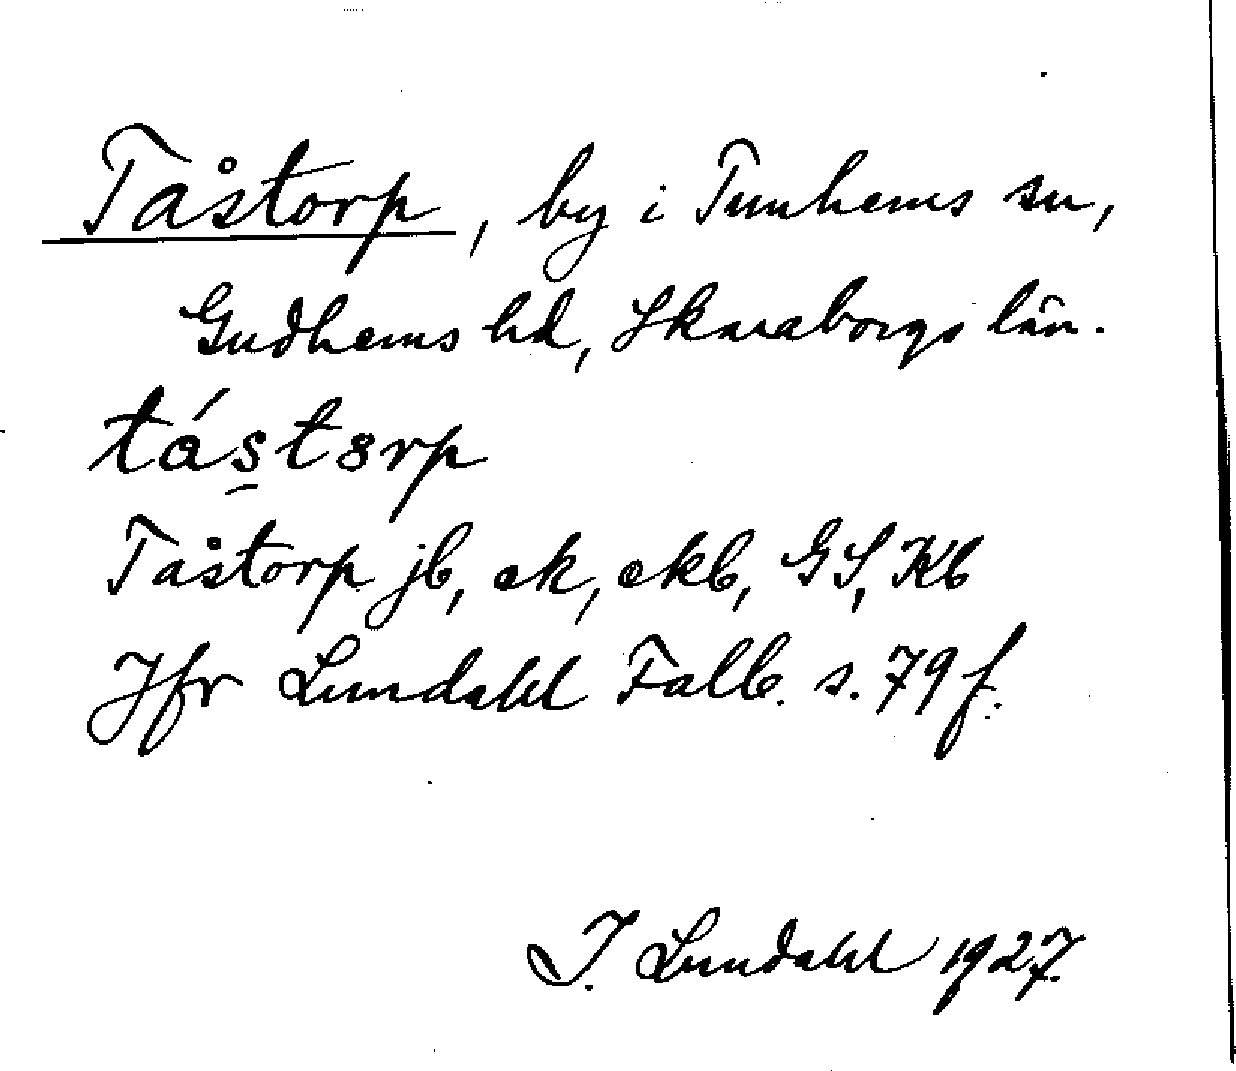 Tåstorp, by i Tunhems sn,
Gudhems hd, Skaraborgs län.
tástorp
Tåstorp jb, ek, ekb, GS, Kb
Jfr Lundahl Falb. s. 79 f.
I. Lundahl 1927.